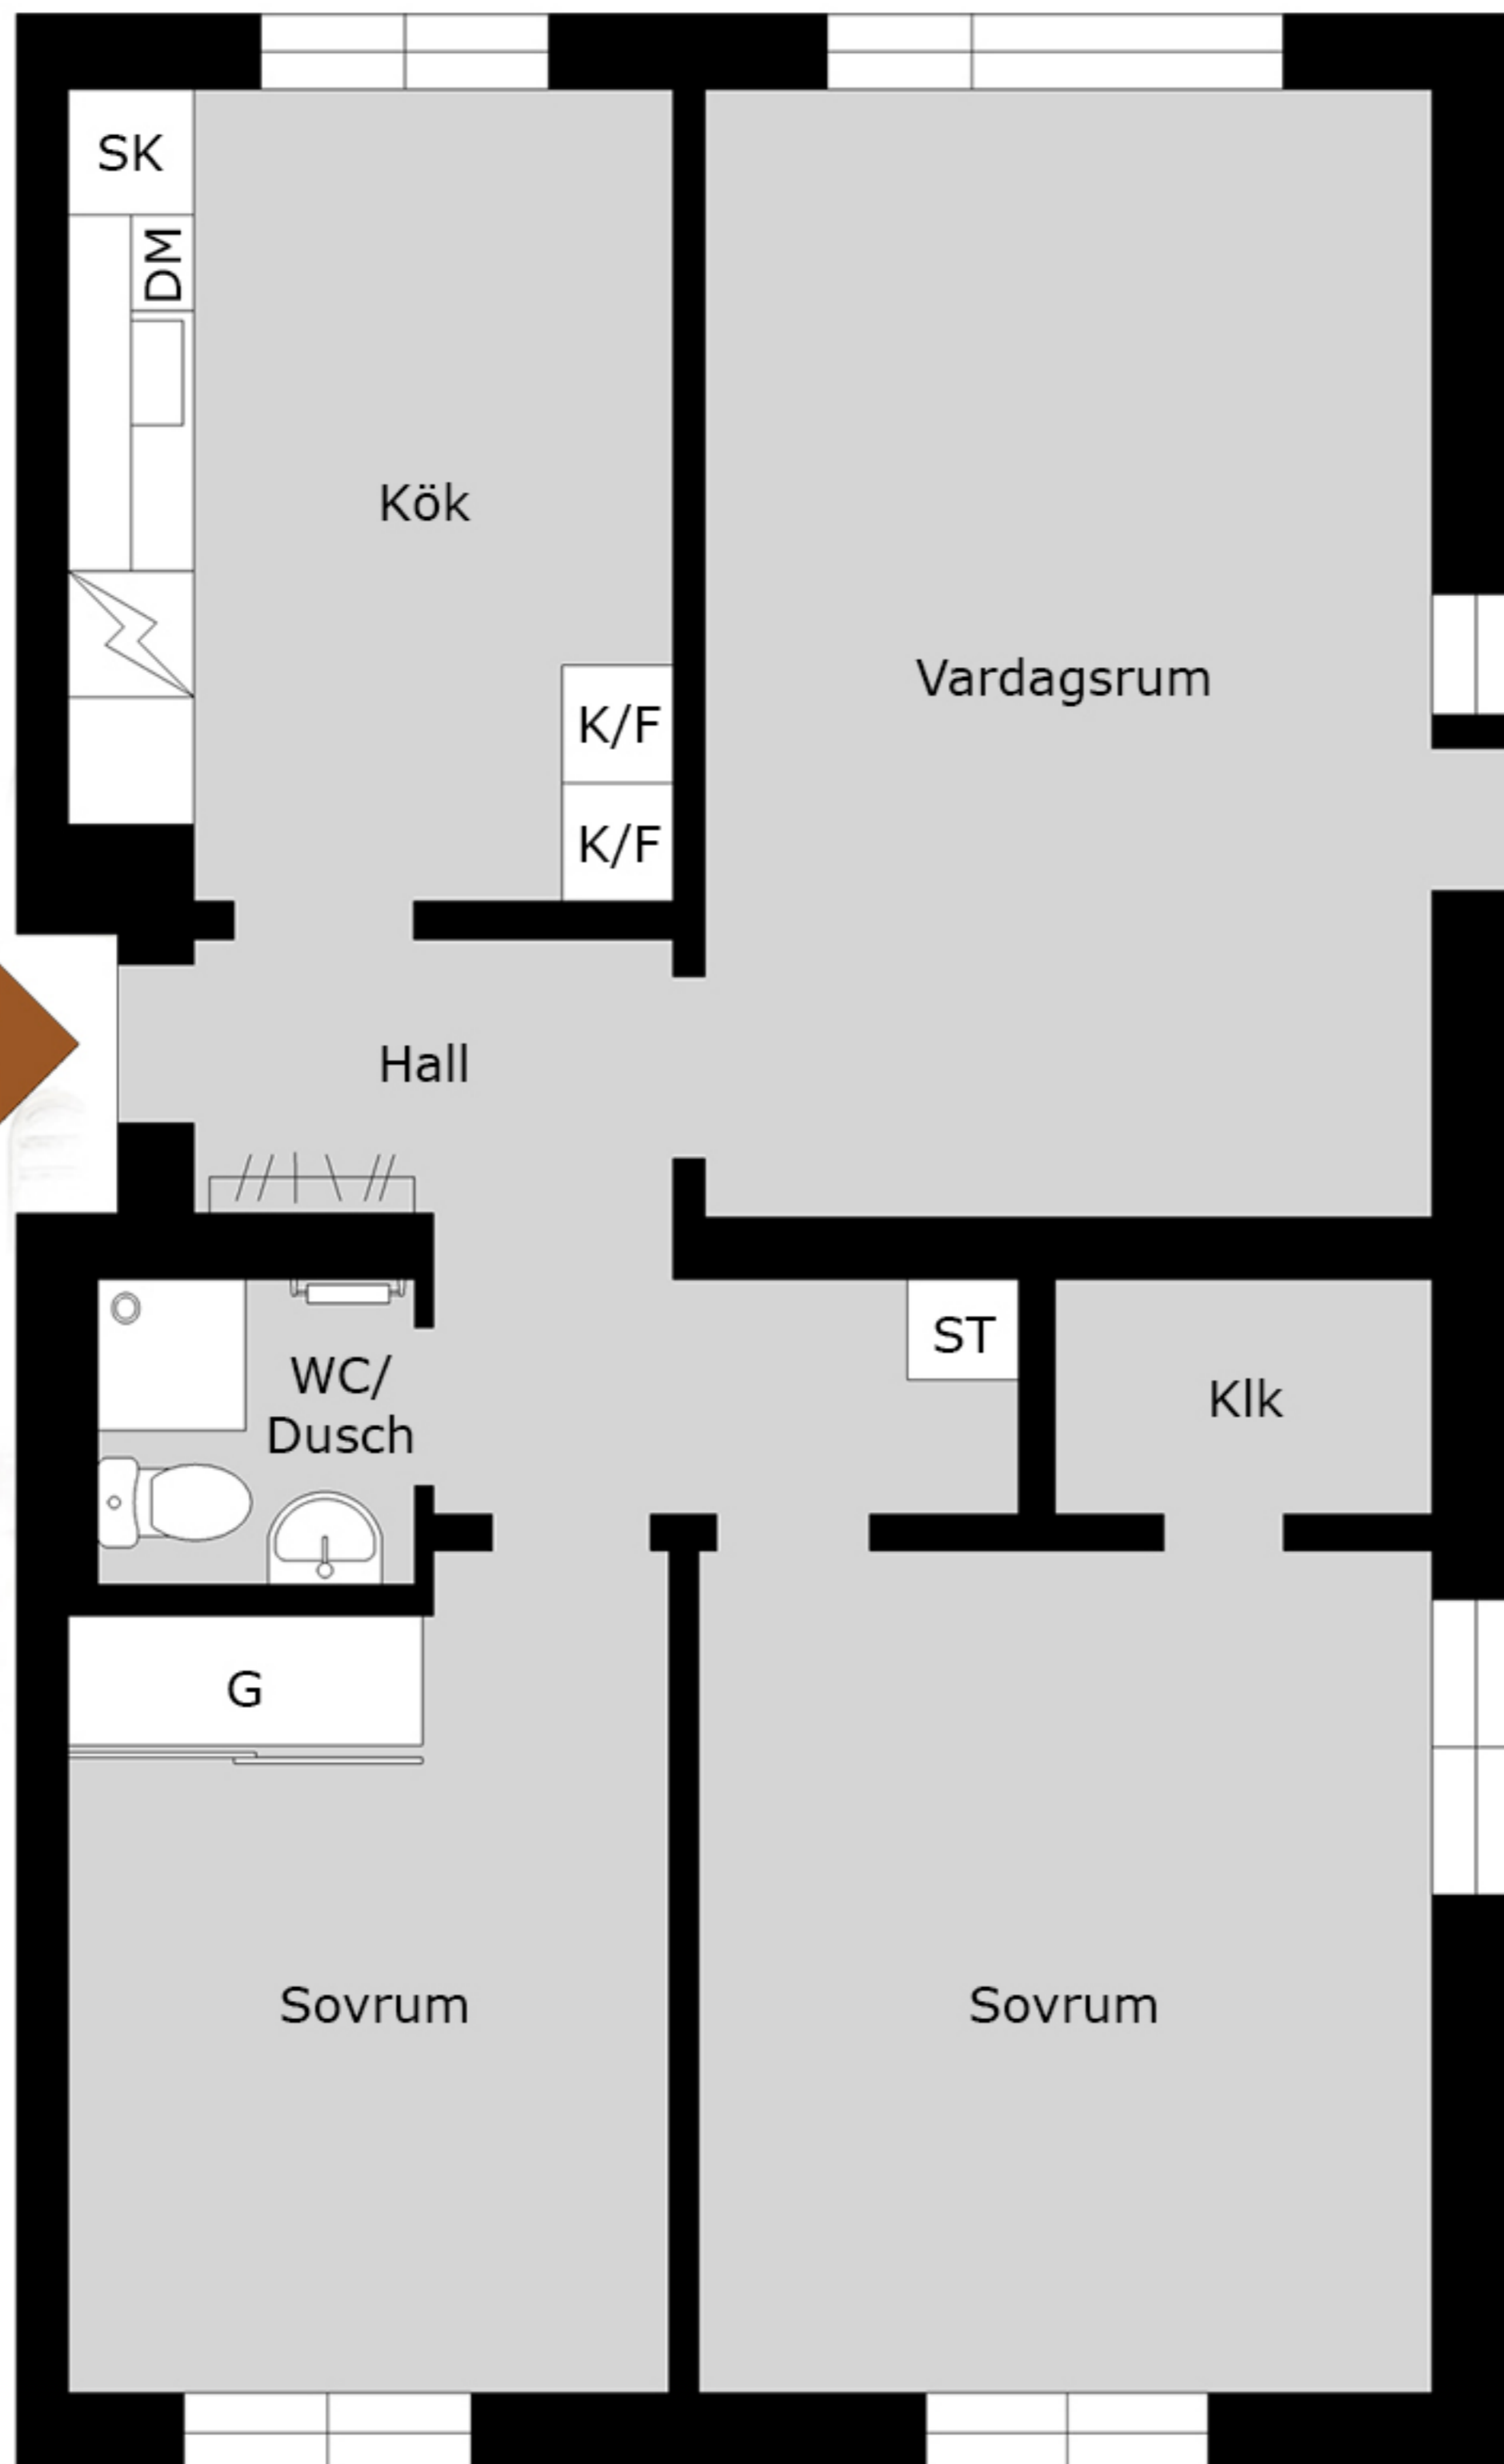 SK
DM
Kök
Vardagsrum
K/F
K/F
Hall
ST
WC/
Dusch
Klk
G
Sovrum
Sovrum